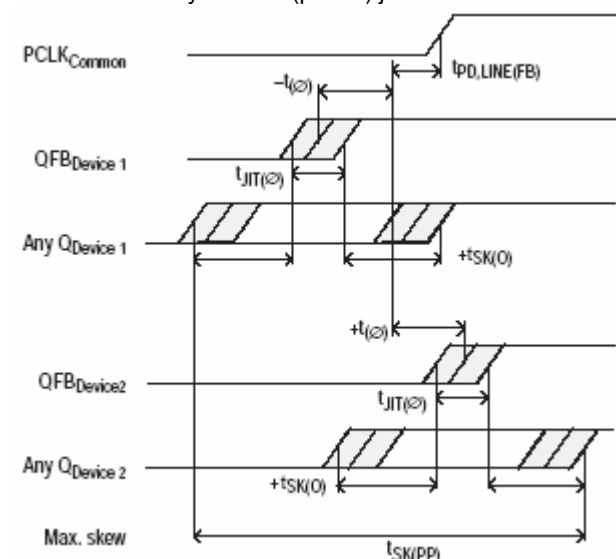 PCLKCommon
tPD,LINE(FB)
–t(∅)
QFBDevice 1
tJIT(∅)
Any QDevice 1
+tSK(O)
+t(∅)
QFBDevice2
tJIT(∅)
Any QDevice 2
+tSK(O)
Max. skew
tSK(PP)